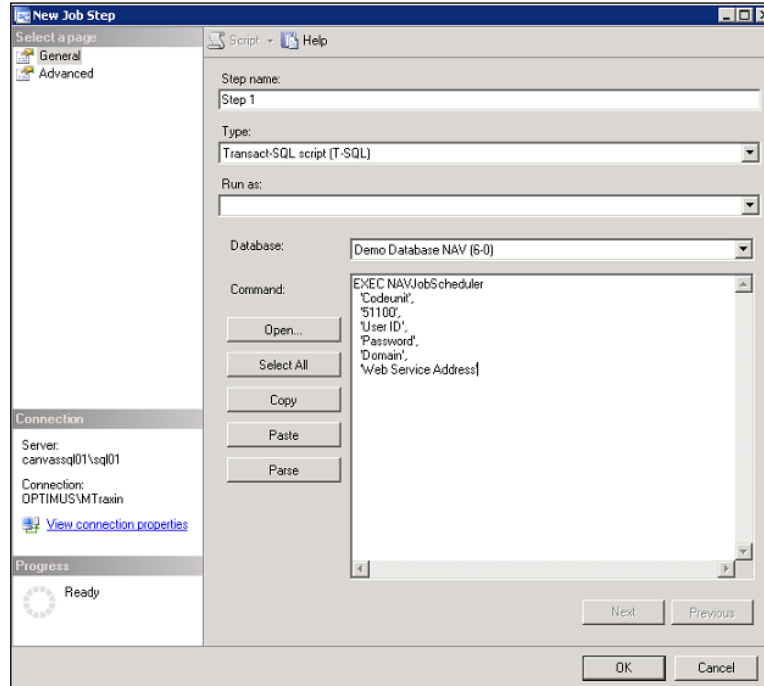 New Job Step
Select a page
General
Advanced
Script
Help
Step name:
Step 1
Type:
Transact-SQL script (T-SQL)
Run as:
Database:
Demo Database NAV (6-0)
Command:
EXEC NAVJobScheduler
'Codeunit',
'51100',
'User ID',
'Password',
'Domain',
'Web Service Address'
Open...
Select All
Copy
Paste
Parse
Connection
Server:
canvassql01\sql01
Connection:
OPTIMUS\MTraxin
View connection properties
Progress
Ready
Next
Previous
OK
Cancel